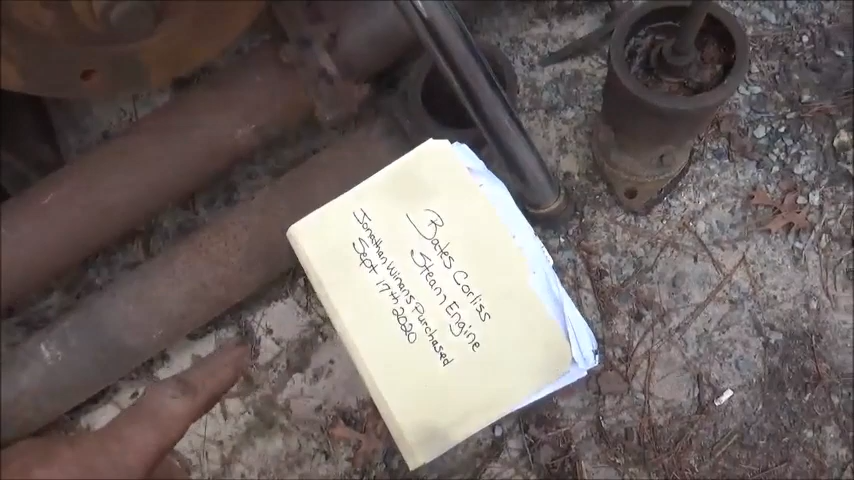 Bates Corliss
Steam Engine
Jonathan Winans Purchased
Sept 17th 2020